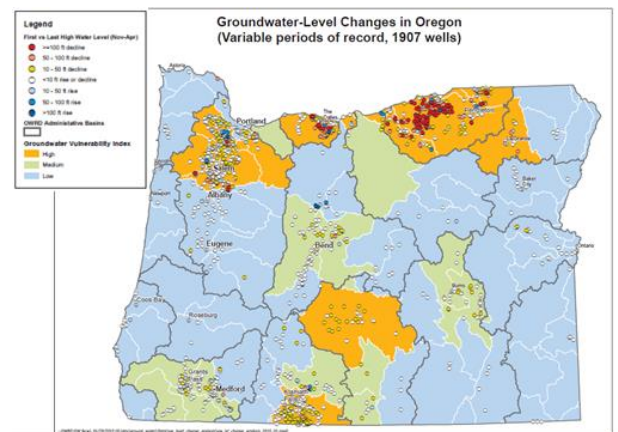 Groundwater-Level Changes in Oregon
(Variable periods of record, 1907 wells)
Legend
First vs Last High Water Level (Nov-Apr)
>=100 ft decline
50 - 100 ft decline
10 - 50 ft decline
<10 ft rise or decline
10 - 50 ft rise
50 - 100 ft rise
>100 ft rise
OWRD Administrative Basins
Groundwater Vulnerability Index
High
Medium
Low
Astoria
Portland
The Dalles
Salem
Albany
Newport
Baker City
Eugene
Bend
Ontario
Burns
Coos Bay
Roseburg
Grants Pass
Medford